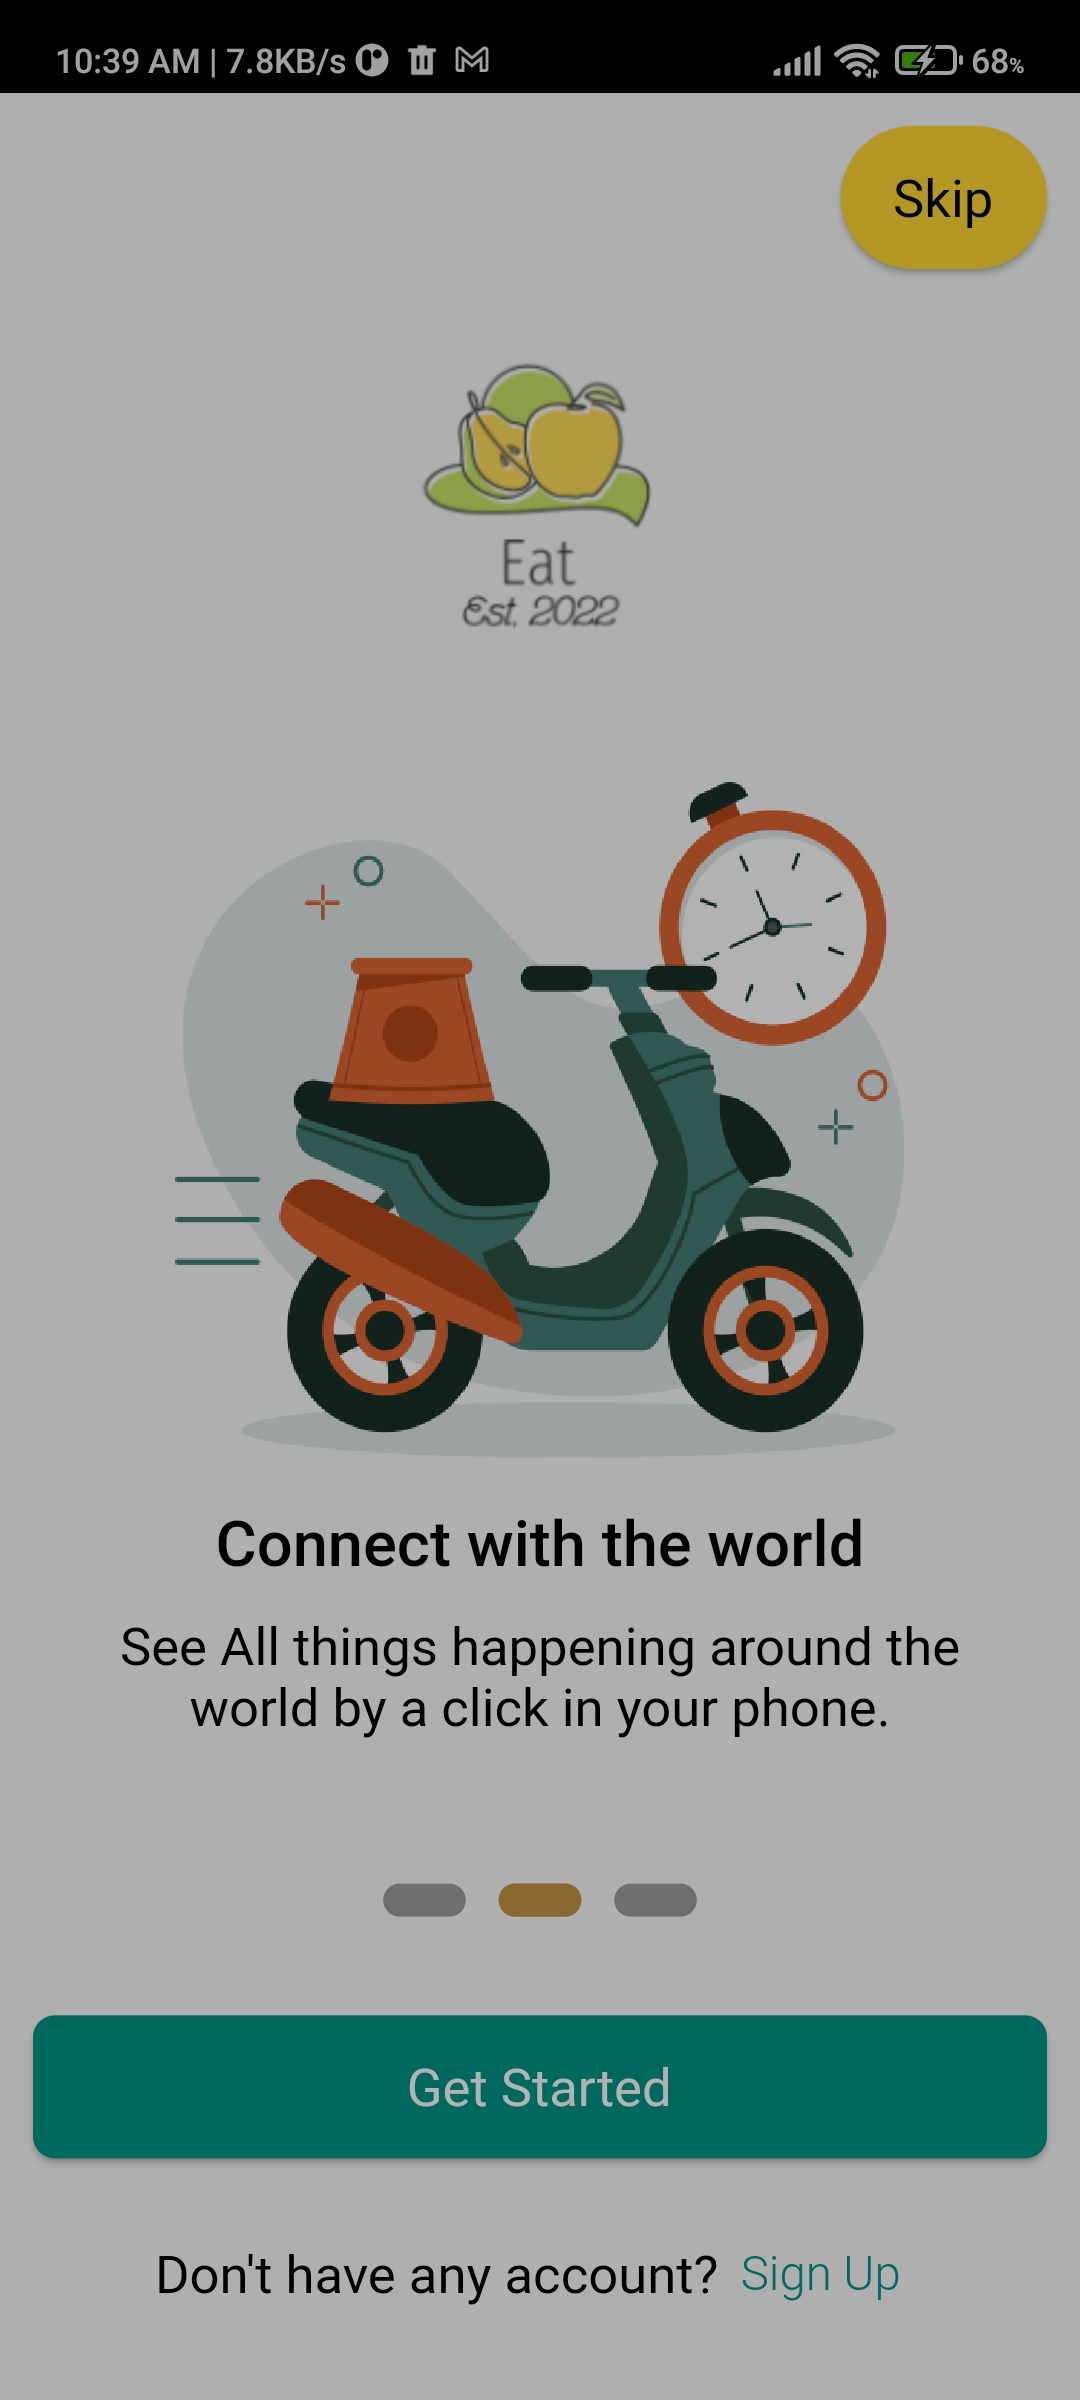 10:39 AM | 7.8KB/s
68%
Skip
Eat
Est. 2022
Connect with the world
See All things happening around the
world by a click in your phone.
Get Started
Don't have any account? Sign Up